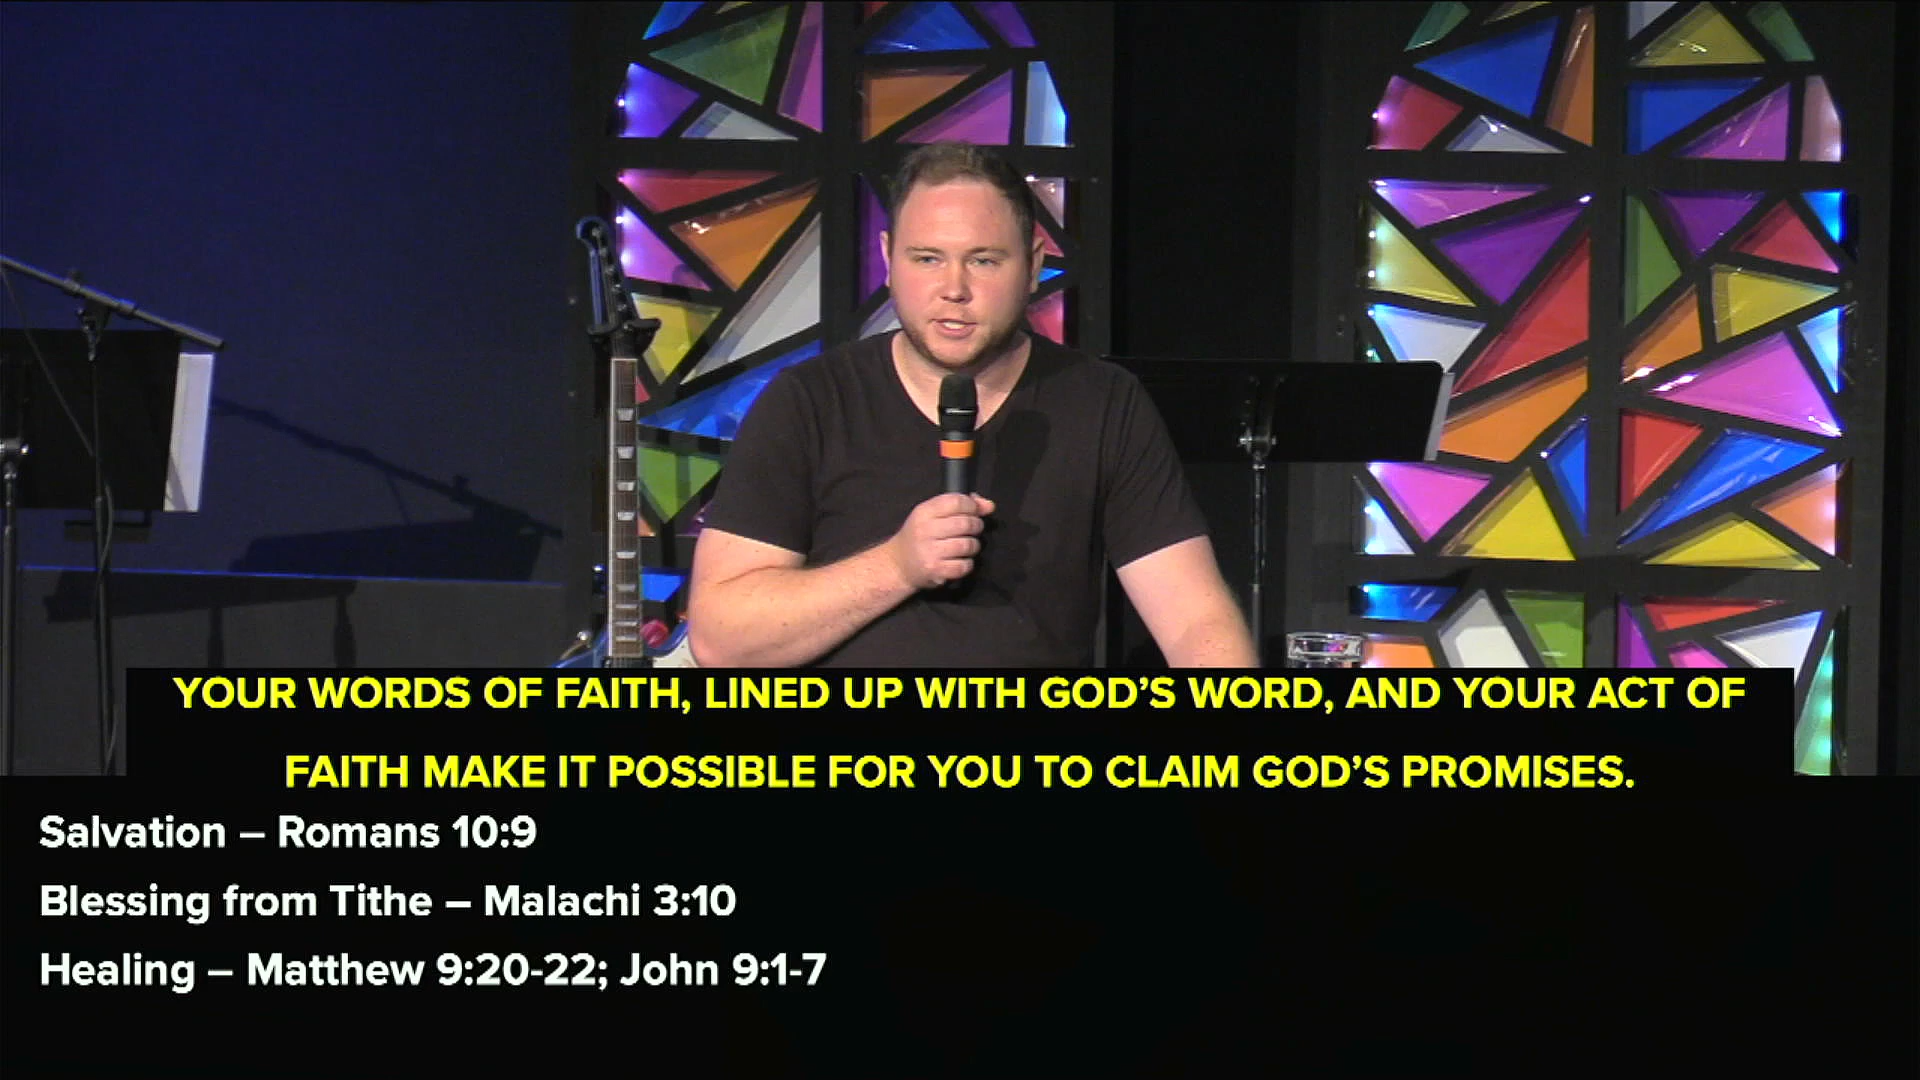 YOUR WORDS OF FAITH, LINED UP WITH GOD’S WORD, AND YOUR ACT OF
FAITH MAKE IT POSSIBLE FOR YOU TO CLAIM GOD’S PROMISES.
Salvation – Romans 10:9
Blessing from Tithe – Malachi 3:10
Healing – Matthew 9:20-22; John 9:1-7